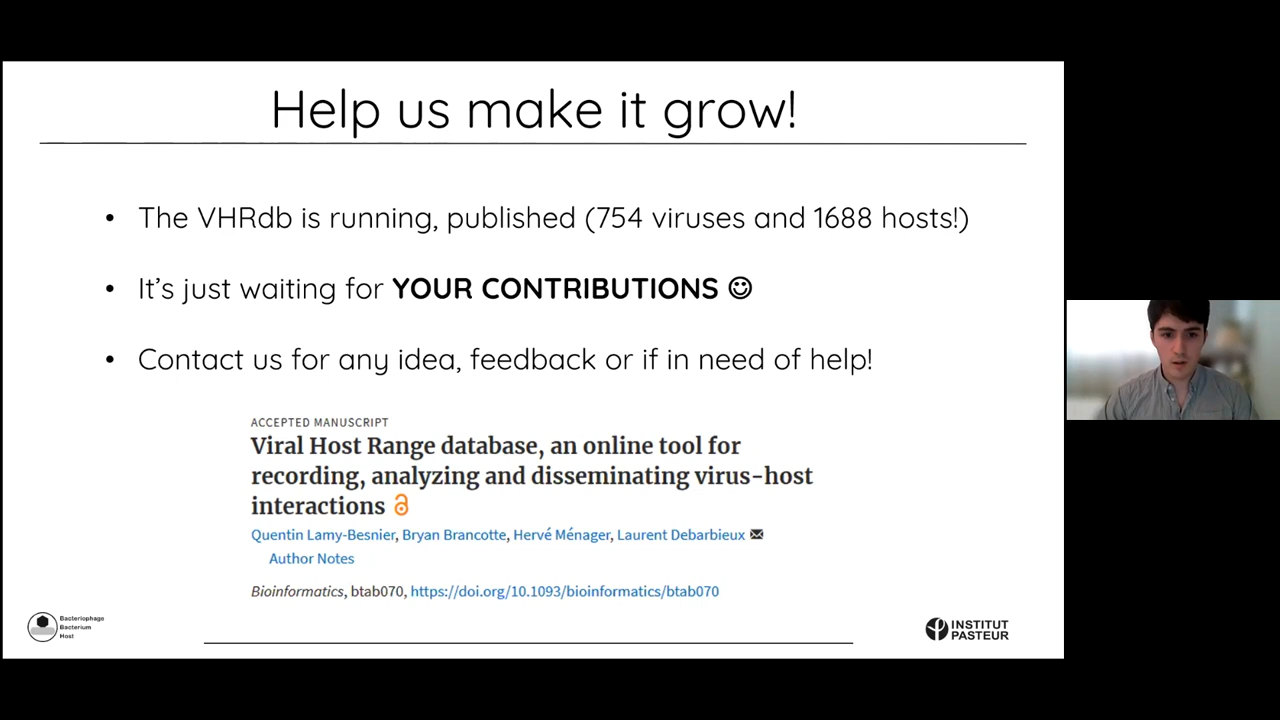 Help us make it grow!
• The VHRdb is running, published (754 viruses and 1688 hosts!)
• It’s just waiting for YOUR CONTRIBUTIONS ☺
• Contact us for any idea, feedback or if in need of help!
ACCEPTED MANUSCRIPT
Viral Host Range database, an online tool for
recording, analyzing and disseminating virus-host
interactions
Quentin Lamy-Besnier, Bryan Brancotte, Hervé Ménager, Laurent Debarbieux
Author Notes
Bioinformatics, btab070, https://doi.org/10.1093/bioinformatics/btab070
Bacteriophage
Bacterium
Host
INSTITUT
PASTEUR